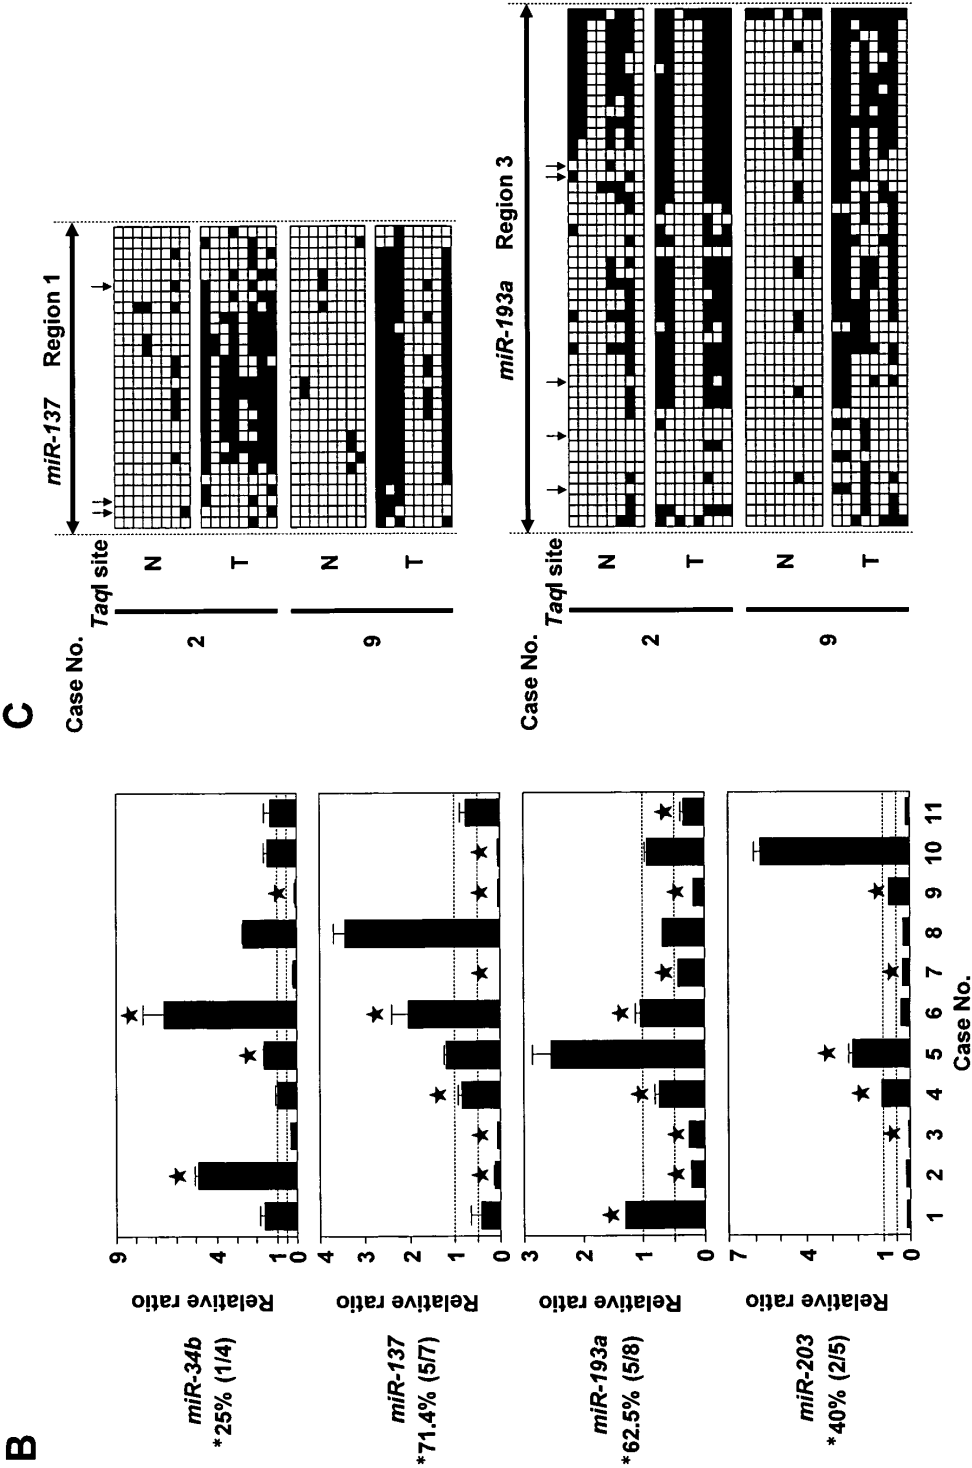 B
miR-34b
*25% (1/4)
Relative ratio
9
4
1
0
miR-137
*71.4% (5/7)
Relative ratio
4
3
2
1
0
miR-193a
*62.5% (5/8)
Relative ratio
3
2
1
0
miR-203
*40% (2/5)
Relative ratio
7
4
1
0
1 2 3 4 5 6 7 8 9 10 11
Case No.
C
miR-137 Region 1
Case No.
TaqI site
2
N
T
9
N
T
miR-193a Region 3
Case No.
TaqI site
2
N
T
9
N
T